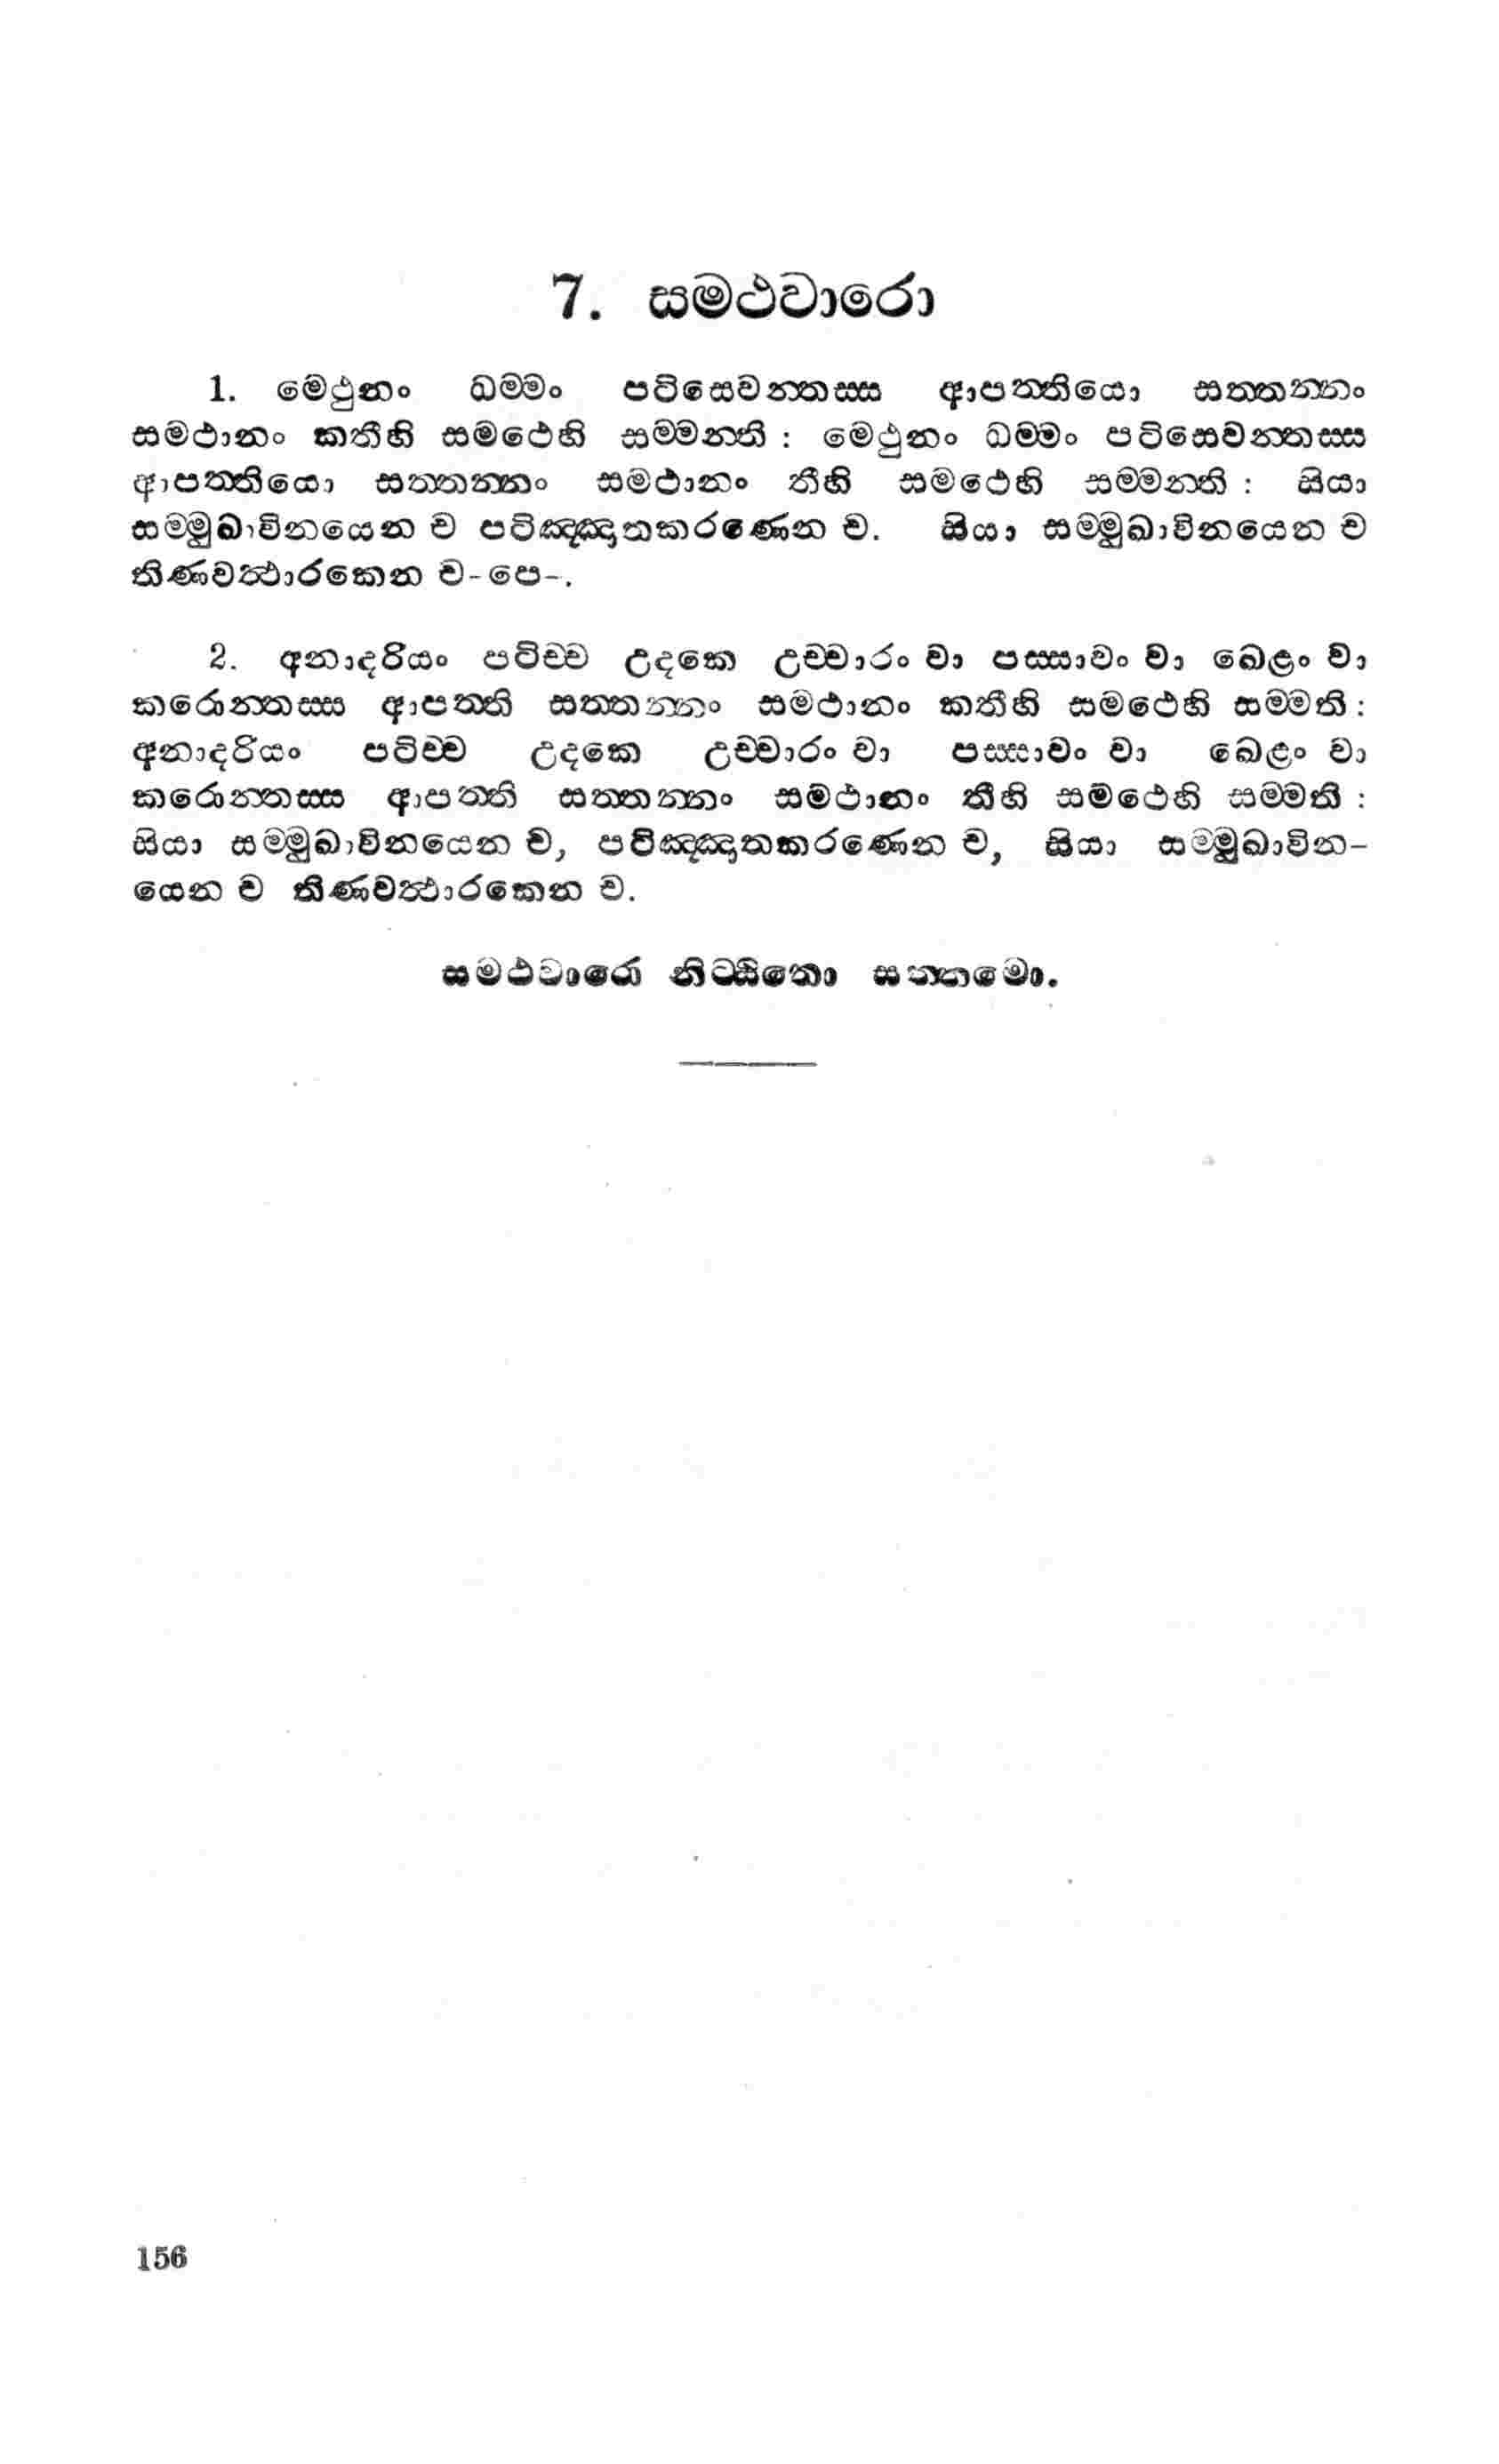 7. සමථවාරො
1. මෙථුනං ධම්මං පටිසෙවන්තස්ස ආපත්තියො සත්තන්නං
සමථානං කතීහි සමථෙහි සම්මන්ති : මෙථුනං ධම්මං පටිසෙවන්තස්ස
ආපත්තියො සත්තන්නං සමථානං තීහි සමථෙහි සම්මන්ති : සියා
සම්මුඛාවිනයෙන ච පටිඤ්ඤාතකරණෙන ච. සියා සම්මුඛාවිනයෙන ච
තිණවත්ථාරකෙන ච-පෙ-.
2. අනාදරියං පටිච්ච උදකෙ උච්චාරං වා පස්සාවං වා ඛෙළං වා
කරොන්තස්ස ආපත්ති සත්තන්නං සමථානං කතීහි සමථෙහි සම්මති :
අනාදරියං පටිච්ච උදකෙ උච්චාරං වා පස්සාවං වා ඛෙළං වා
කරොන්තස්ස ආපත්ති සත්තන්නං සමථානං තීහි සමථෙහි සම්මති :
සියා සම්මුඛාවිනයෙන ච, පටිඤ්ඤාතකරණෙන ච, සියා සම්මුඛාවින-
යෙන ච තිණවත්ථාරකෙන ච.
සමථවාරො නිට්ඨිතො සත්තමො.
156